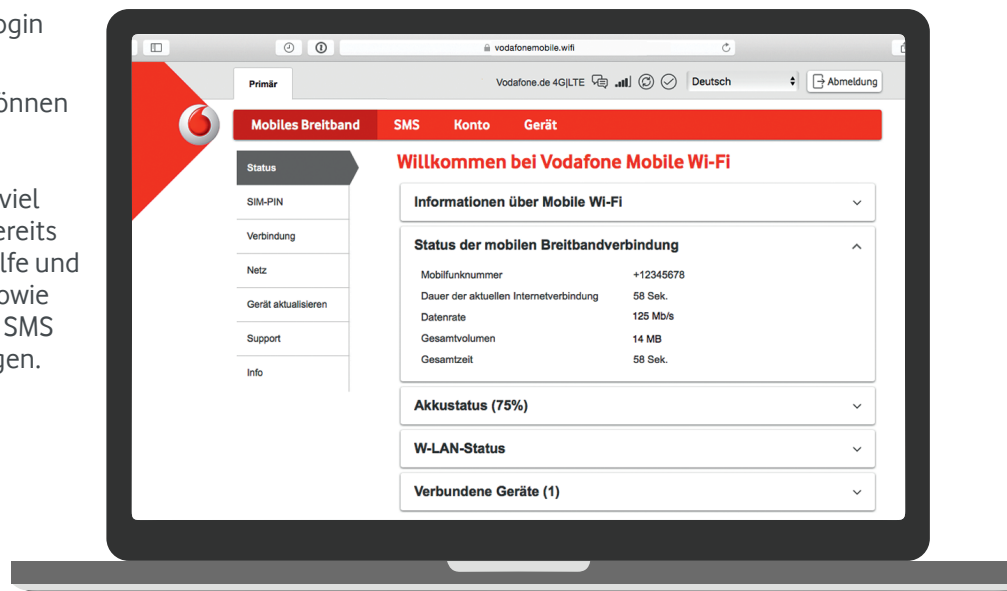 ogin
önnen
viel
ereits
lfe und
owie
SMS
gen.
vodafonemobile.wifi
Primär
Vodafone.de 4G|LTE
Deutsch
Abmeldung
Mobiles Breitband SMS Konto Gerät
Status
SIM-PIN
Verbindung
Netz
Gerät aktualisieren
Support
Info
Willkommen bei Vodafone Mobile Wi-Fi
Informationen über Mobile Wi-Fi
Status der mobilen Breitbandverbindung
Mobilfunknummer +12345678
Dauer der aktuellen Internetverbindung 58 Sek.
Datenrate 125 Mb/s
Gesamtvolumen 14 MB
Gesamtzeit 58 Sek.
Akkustatus (75%)
W-LAN-Status
Verbundene Geräte (1)